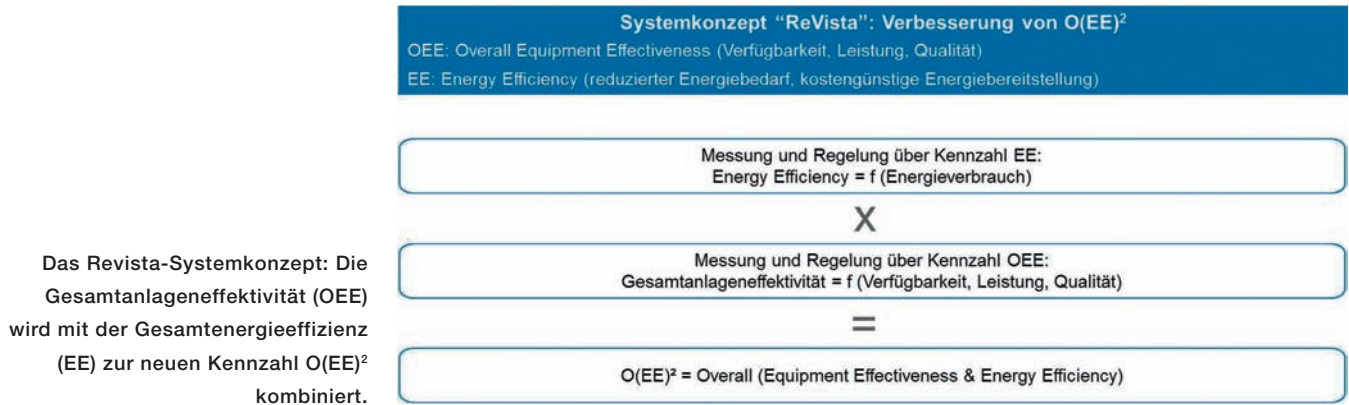 Systemkonzept “ReVista”: Verbesserung von O(EE)²
OEE: Overall Equipment Effectiveness (Verfügbarkeit, Leistung, Qualität)
EE: Energy Efficiency (reduzierter Energiebedarf, kostengünstige Energiebereitstellung)
Messung und Regelung über Kennzahl EE:
Energy Efficiency = f (Energieverbrauch)
X
Messung und Regelung über Kennzahl OEE:
Gesamtanlageneffektivität = f (Verfügbarkeit, Leistung, Qualität)
=
O(EE)² = Overall (Equipment Effectiveness & Energy Efficiency)
Das Revista-Systemkonzept: Die
Gesamtanlageneffektivität (OEE)
wird mit der Gesamtenergieeffizienz
(EE) zur neuen Kennzahl O(EE)²
kombiniert.